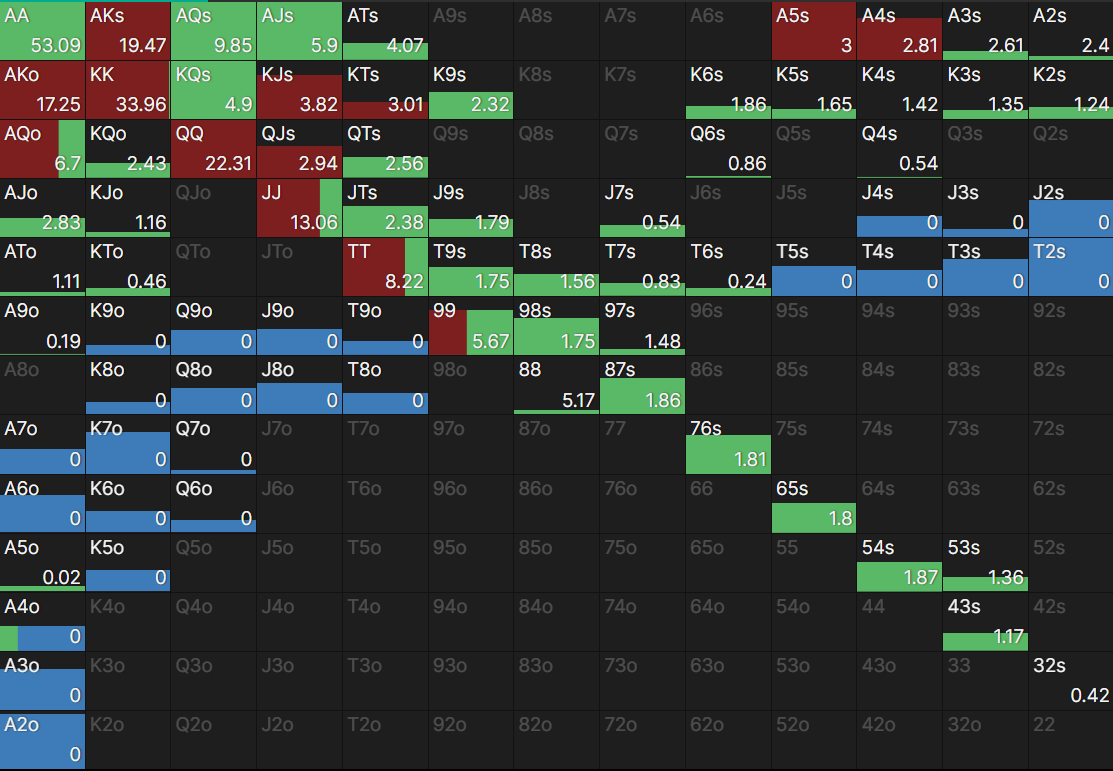 AA AKs AQs AJs ATs A9s A8s A7s A6s A5s A4s A3s A2s
53.09 19.47 9.85 5.9 4.07 3 2.81 2.61 2.4
AKo KK KQs KJs KTs K9s K8s K7s K6s K5s K4s K3s K2s
17.25 33.96 4.9 3.82 3.01 2.32 1.86 1.65 1.42 1.35 1.24
AQo KQo QQ QJs QTs Q9s Q8s Q7s Q6s Q5s Q4s Q3s Q2s
6.7 2.43 22.31 2.94 2.56 0.86 0.54
AJo KJo QJo JJ JTs J9s J8s J7s J6s J5s J4s J3s J2s
2.83 1.16 13.06 2.38 1.79 0.54 0 0 0
ATo KTo QTo JTo TT T9s T8s T7s T6s T5s T4s T3s T2s
1.11 0.46 8.22 1.75 1.56 0.83 0.24 0 0 0 0
A9o K9o Q9o J9o T9o 99 98s 97s 96s 95s 94s 93s 92s
0.19 0 0 0 0 5.67 1.75 1.48
A8o K8o Q8o J8o T8o 98o 88 87s 86s 85s 84s 83s 82s
0 0 0 0 5.17 1.86
A7o K7o Q7o J7o T7o 97o 87o 77 76s 75s 74s 73s 72s
0 0 0 1.81
A6o K6o Q6o J6o T6o 96o 86o 76o 66 65s 64s 63s 62s
0 0 0 1.8
A5o K5o Q5o J5o T5o 95o 85o 75o 65o 55 54s 53s 52s
0.02 0 1.87 1.36
A4o K4o Q4o J4o T4o 94o 84o 74o 64o 54o 44 43s 42s
0 1.17
A3o K3o Q3o J3o T3o 93o 83o 73o 63o 53o 43o 33 32s
0 0.42
A2o K2o Q2o J2o T2o 92o 82o 72o 62o 52o 42o 32o 22
0